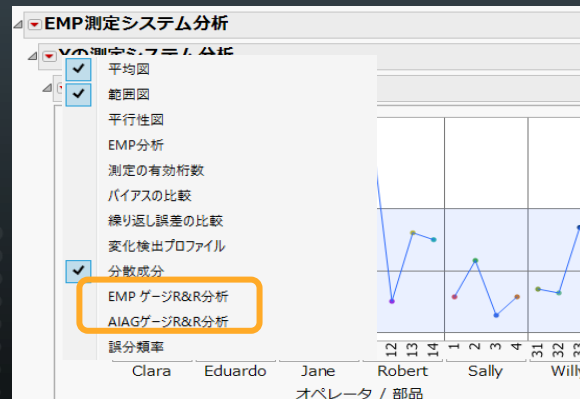 EMP測定システム分析
Yの測定システム分析
平均図
範囲図
平行性図
EMP分析
測定の有効桁数
バイアスの比較
繰り返し誤差の比較
変化検出プロファイル
分散成分
EMP ゲージR&R分析
AIAGゲージR&R分析
誤分類率
12 13 14 1 2 3 4 31 32 33
Clara Eduardo Jane Robert Sally Willy
オペレータ / 部品